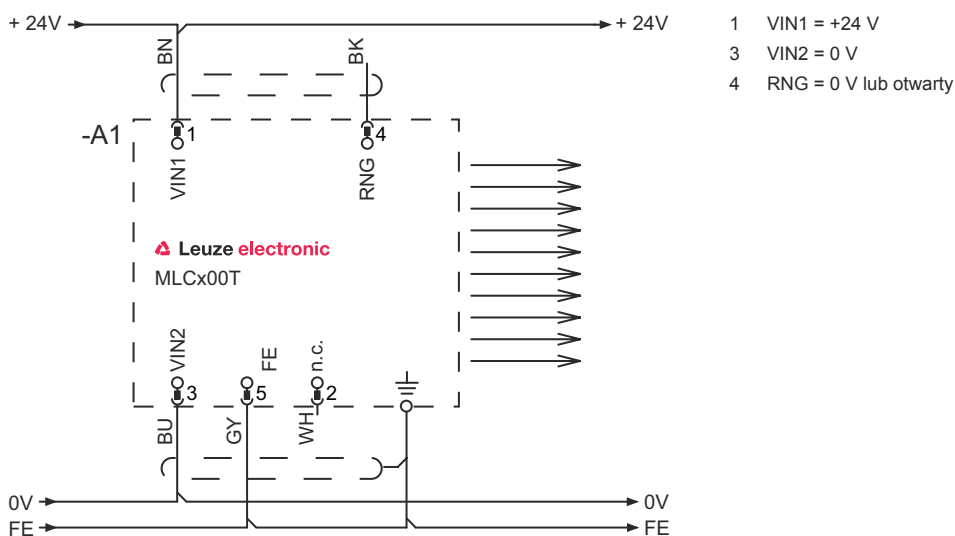 + 24V
+ 24V
1 VIN1 = +24 V
3 VIN2 = 0 V
4 RNG = 0 V lub otwarty
BN
BK
-A1
1
4
VIN1
RNG
Leuze electronic
MLCx00T
VIN2
FE
n.c.
3
5
2
BU
GY
WH
0V
0V
FE
FE